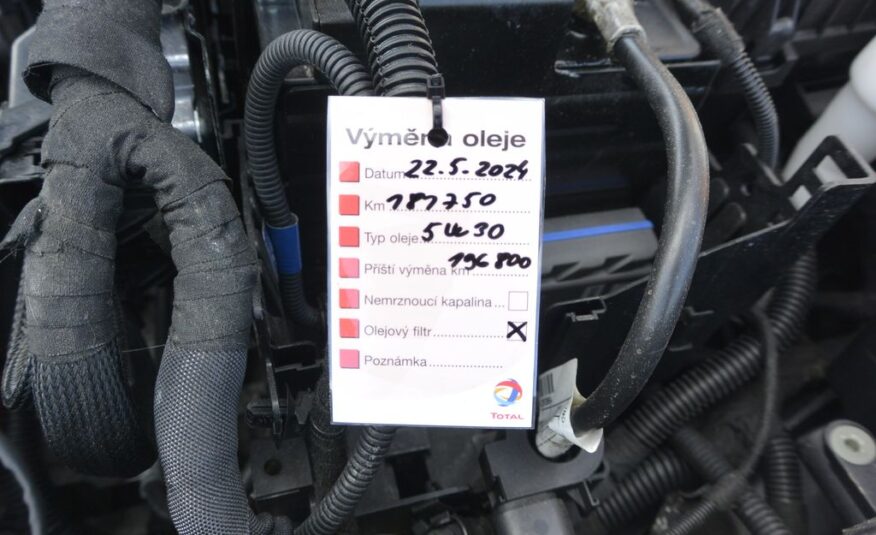 Výměna oleje
Datum 22.5.2024
Km 181750
Typ oleje 5W30
Příští výměna km 196800
Nemrznoucí kapalina ...
Olejový filtr X
Poznámka
TOTAL